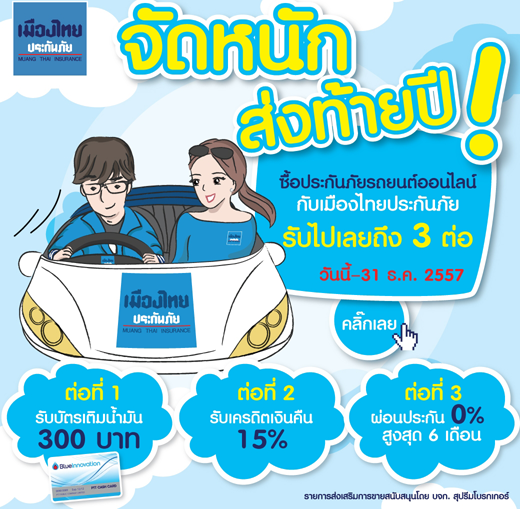 เมืองไทย
ประกันภัย
MUANG THAI INSURANCE
จัดหนัก
ส่งท้ายปี!
ซื้อประกันภัยรถยนต์ออนไลน์
กับเมืองไทยประกันภัย
รับไปเลยถึง 3 ต่อ
วันนี้-31 ธ.ค. 2557
คลิ๊กเลย
เมืองไทย
ประกันภัย
MUANG THAI INSURANCE
ต่อที่ 1
รับบัตรเติมน้ำมัน
300 บาท
BlueInnovation
ต่อที่ 2
รับเครดิตเงินคืน
15%
ต่อที่ 3
ผ่อนประกัน 0%
สูงสุด 6 เดือน
รายการส่งเสริมการขายสนับสนุนโดย บจก. สุปรีมโบรกเกอร์